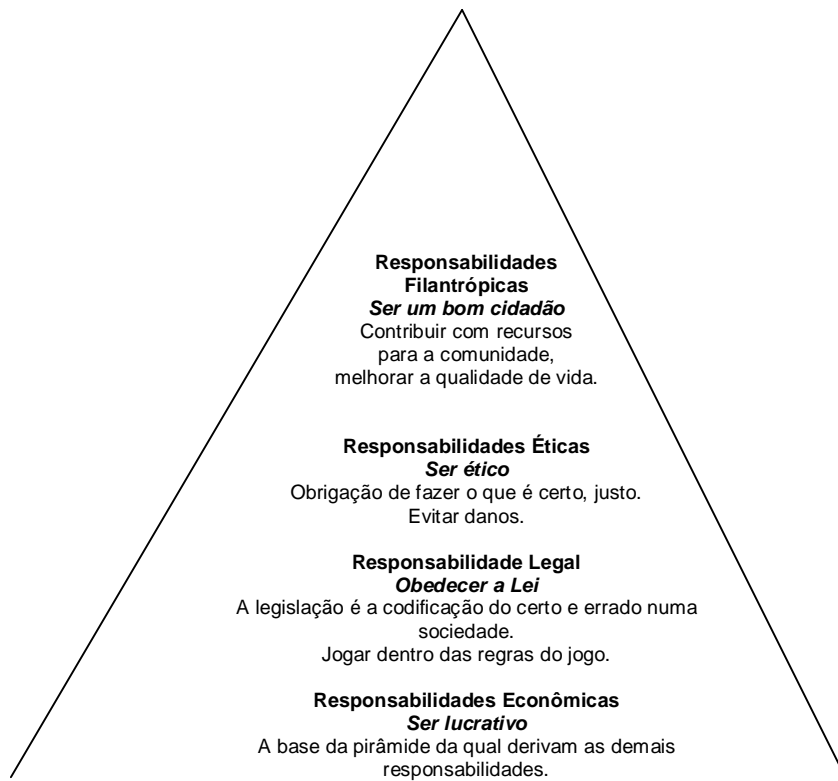 Responsabilidades
Filantrópicas
Ser um bom cidadão
Contribuir com recursos
para a comunidade,
melhorar a qualidade de vida.
Responsabilidades Éticas
Ser ético
Obrigação de fazer o que é certo, justo.
Evitar danos.
Responsabilidade Legal
Obedecer a Lei
A legislação é a codificação do certo e errado numa
sociedade.
Jogar dentro das regras do jogo.
Responsabilidades Econômicas
Ser lucrativo
A base da pirâmide da qual derivam as demais
responsabilidades.